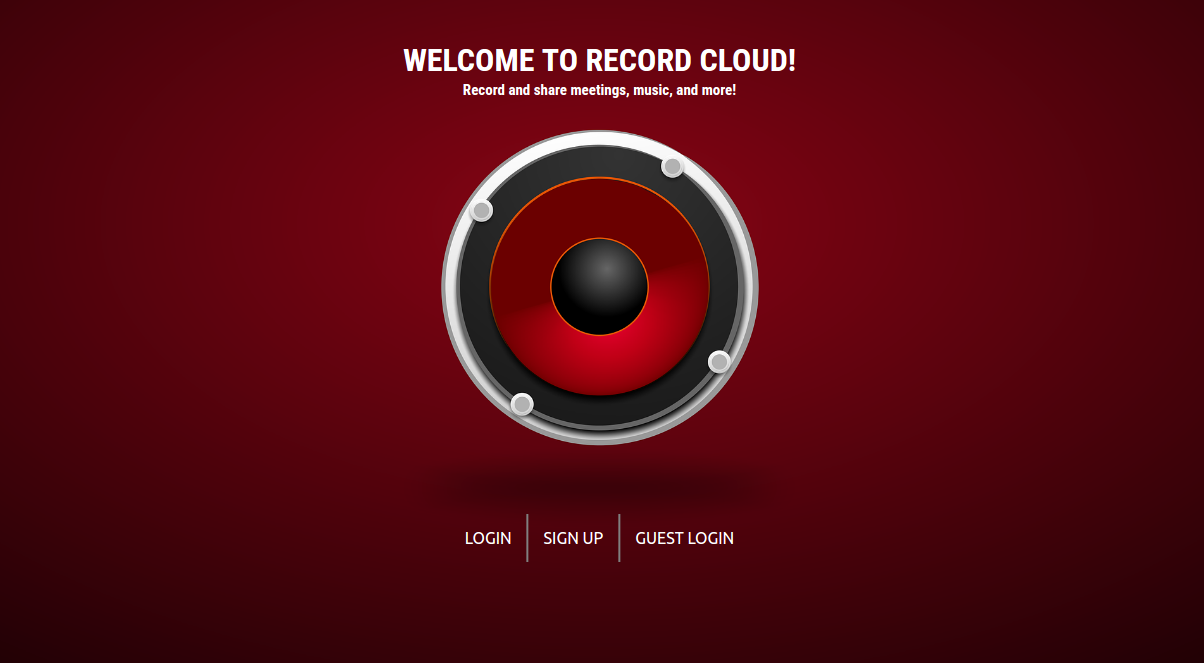 WELCOME TO RECORD CLOUD!
Record and share meetings, music, and more!
LOGIN SIGN UP GUEST LOGIN